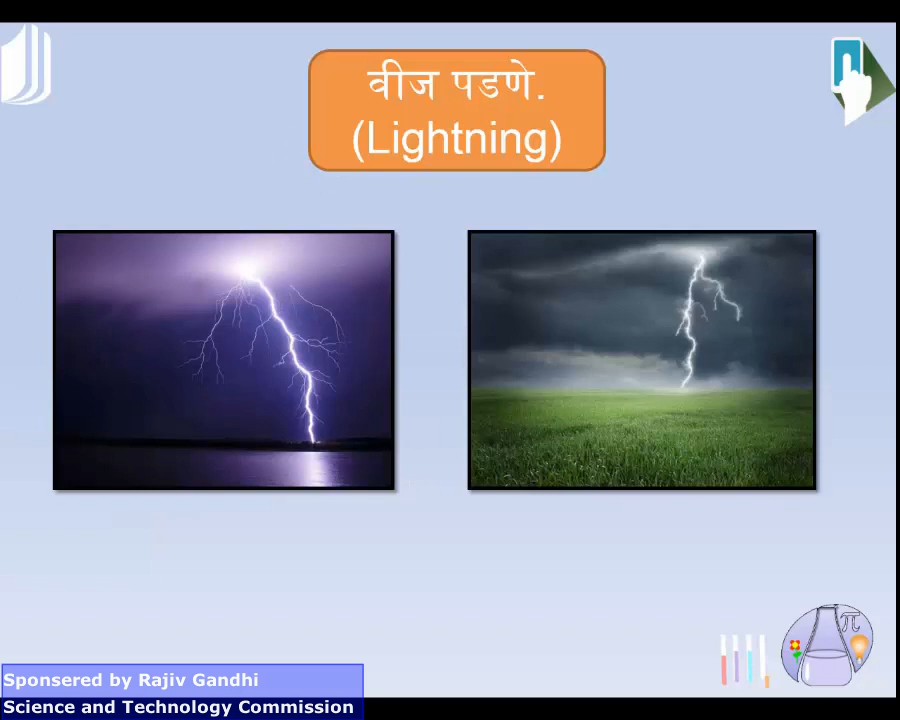 वीज पडणे.
(Lightning)
π
Sponsered by Rajiv Gandhi
Science and Technology Commission